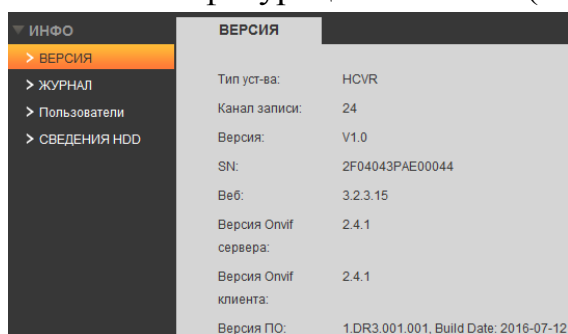 ИНФО
> ВЕРСИЯ
> ЖУРНАЛ
> Пользователи
> СВЕДЕНИЯ HDD
ВЕРСИЯ
Тип уст-ва: HCVR
Канал записи: 24
Версия: V1.0
SN: 2F04043PAE00044
Веб: 3.2.3.15
Версия Onvif сервера: 2.4.1
Версия Onvif клиента: 2.4.1
Версия ПО: 1.DR3.001.001, Build Date: 2016-07-12